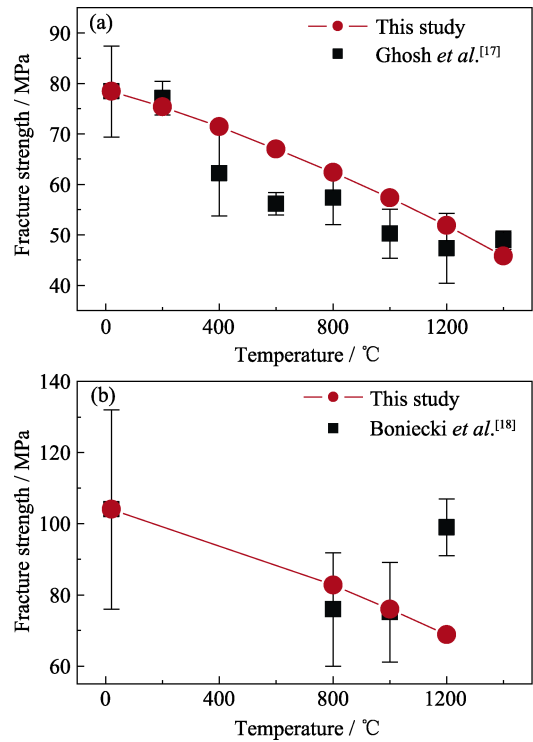 (a)
This study
Ghosh et al.[17]
90
80
70
60
50
40
Fracture strength / MPa
0 400 800 1200
Temperature / ℃
(b)
This study
Boniecki et al.[18]
140
120
100
80
60
Fracture strength / MPa
0 400 800 1200
Temperature / ℃